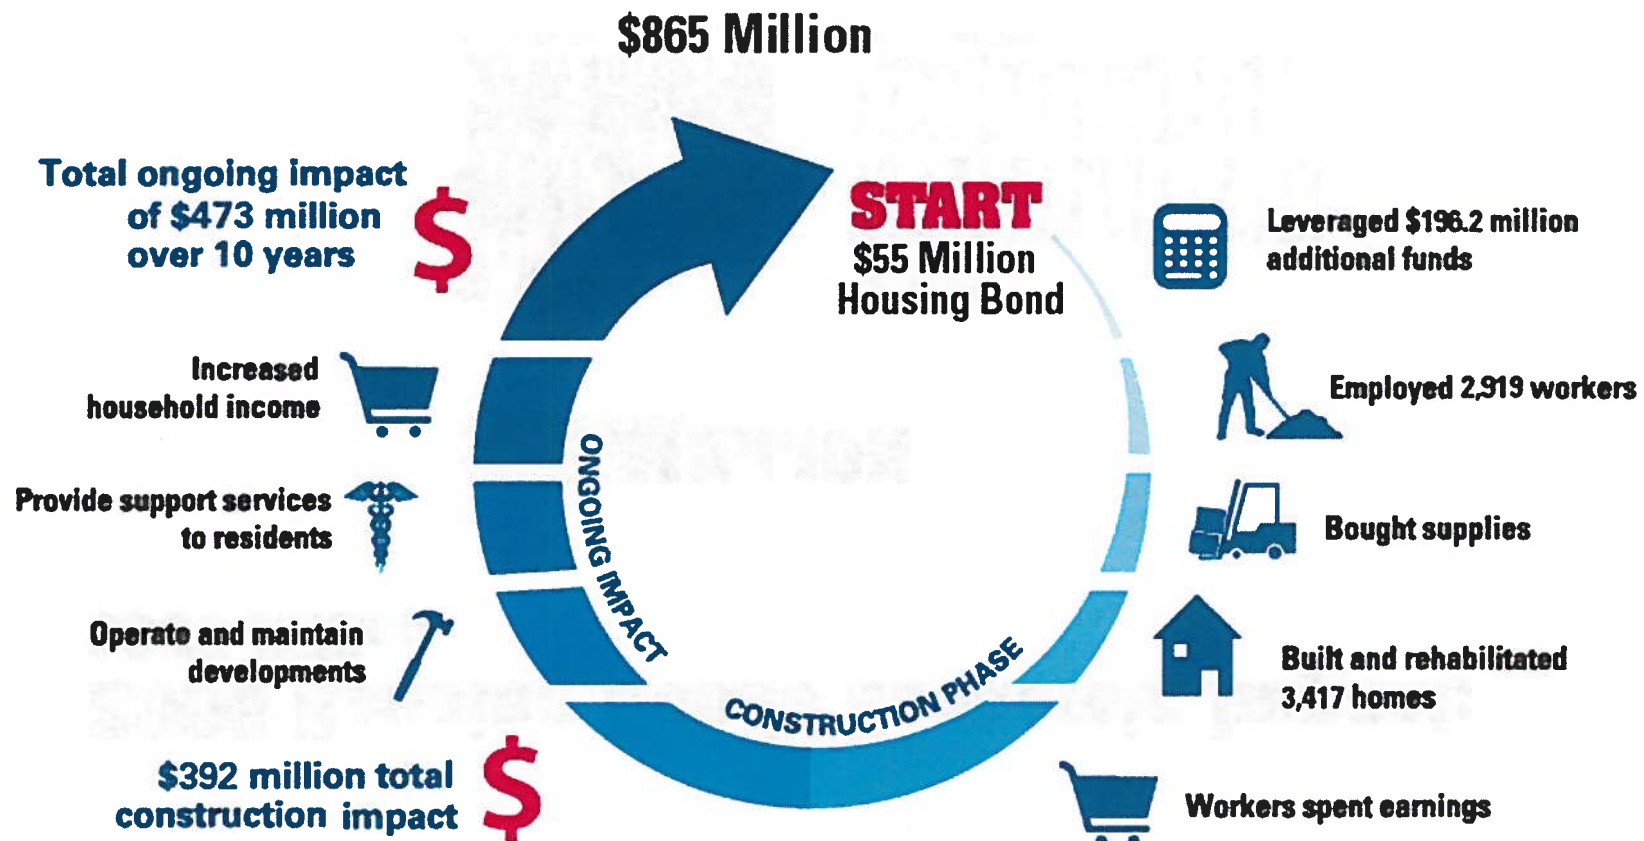 $865 Million
START
$55 Million
Housing Bond
Leveraged $196.2 million
additional funds
Employed 2,919 workers
Bought supplies
Built and rehabilitated
3,417 homes
Workers spent earnings
CONSTRUCTION PHASE
$392 million total
construction impact
$
Operate and maintain
developments
Provide support services
to residents
Increased
household income
ONGOING IMPACT
Total ongoing impact
of $473 million
over 10 years
$